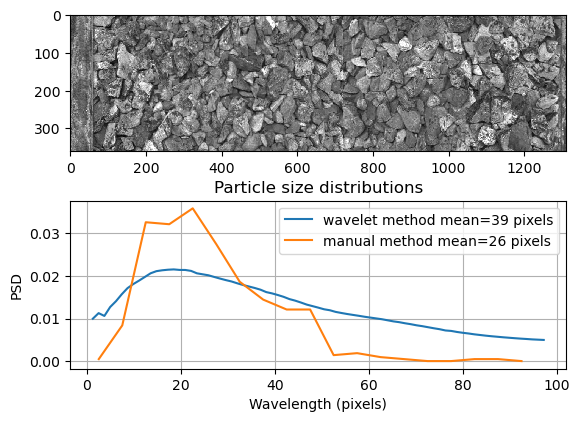 0
100
200
300
0 200 400 600 800 1000 1200
Particle size distributions
wavelet method mean=39 pixels
manual method mean=26 pixels
0.03
0.02
0.01
0.00
PSD
0 20 40 60 80 100
Wavelength (pixels)